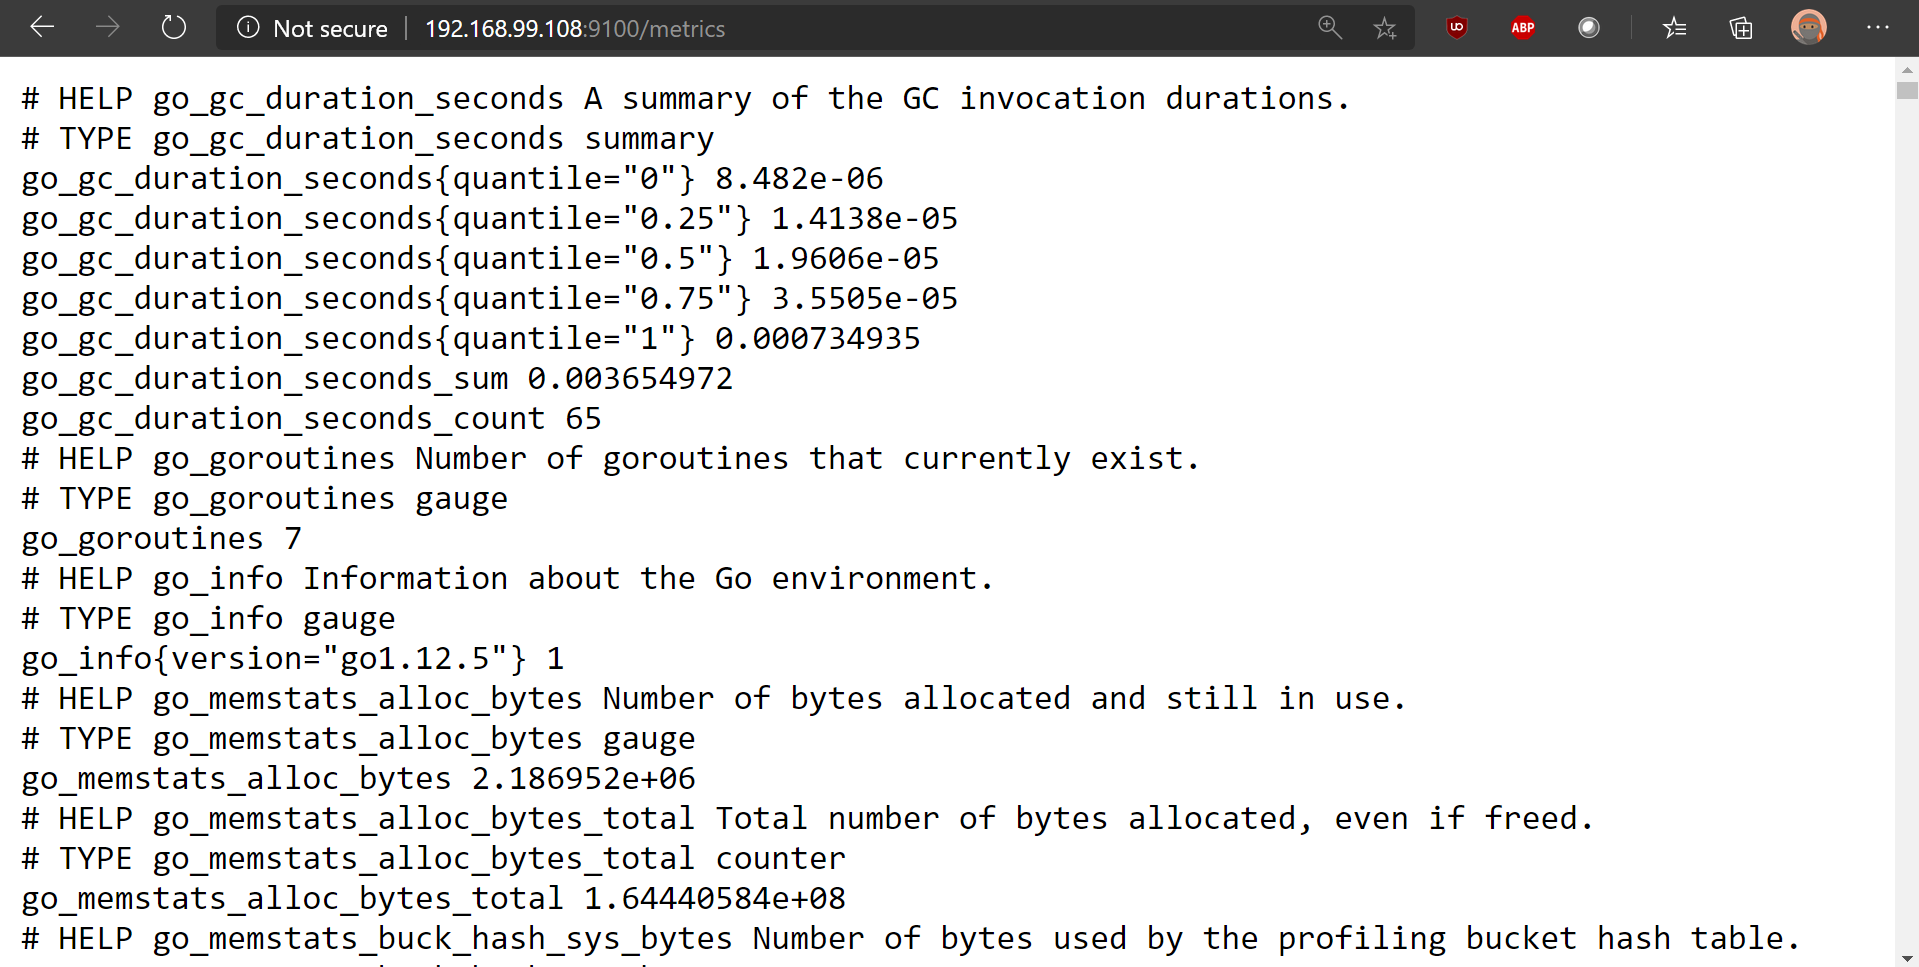 Not secure | 192.168.99.108:9100/metrics
UO ABP
# HELP go_gc_duration_seconds A summary of the GC invocation durations.
# TYPE go_gc_duration_seconds summary
go_gc_duration_seconds{quantile="0"} 8.482e-06
go_gc_duration_seconds{quantile="0.25"} 1.4138e-05
go_gc_duration_seconds{quantile="0.5"} 1.9606e-05
go_gc_duration_seconds{quantile="0.75"} 3.5505e-05
go_gc_duration_seconds{quantile="1"} 0.000734935
go_gc_duration_seconds_sum 0.003654972
go_gc_duration_seconds_count 65
# HELP go_goroutines Number of goroutines that currently exist.
# TYPE go_goroutines gauge
go_goroutines 7
# HELP go_info Information about the Go environment.
# TYPE go_info gauge
go_info{version="go1.12.5"} 1
# HELP go_memstats_alloc_bytes Number of bytes allocated and still in use.
# TYPE go_memstats_alloc_bytes gauge
go_memstats_alloc_bytes 2.186952e+06
# HELP go_memstats_alloc_bytes_total Total number of bytes allocated, even if freed.
# TYPE go_memstats_alloc_bytes_total counter
go_memstats_alloc_bytes_total 1.64440584e+08
# HELP go_memstats_buck_hash_sys_bytes Number of bytes used by the profiling bucket hash table.